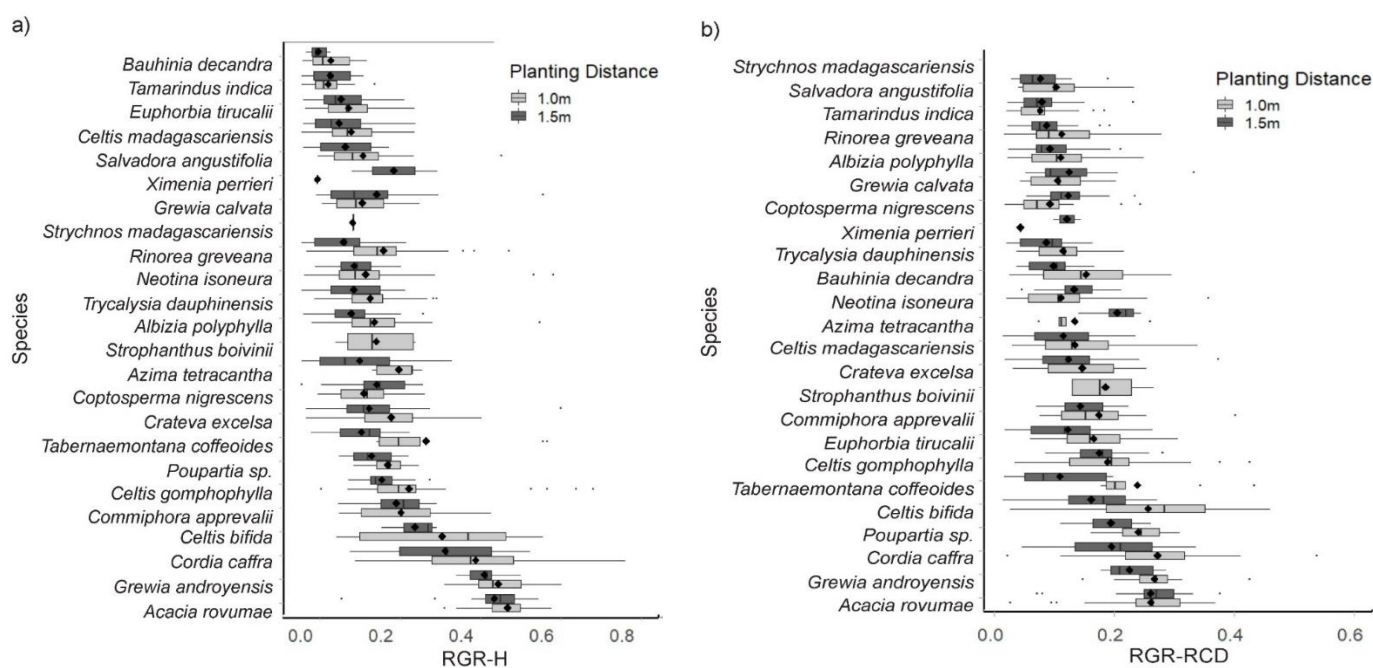 a)
Planting Distance
1.0m
1.5m
Species
Bauhinia decandra
Tamarindus indica
Euphorbia tirucalii
Celtis madagascariensis
Salvadora angustifolia
Ximenia perrieri
Grewia calvata
Strychnos madagascariensis
Rinorea greveana
Neotina isoneura
Trycalysia dauphinensis
Albizia polyphylla
Strophanthus boivinii
Azima tetracantha
Coptosperma nigrescens
Crateva excelsa
Tabernaemontana coffeoides
Poupartia sp.
Celtis gomphophylla
Commiphora apprevalii
Celtis bifida
Cordia caffra
Grewia androyensis
Acacia rovumae
0.0 0.2 0.4 0.6 0.8
RGR-H
b)
Planting Distance
1.0m
1.5m
Species
Strychnos madagascariensis
Salvadora angustifolia
Tamarindus indica
Rinorea greveana
Albizia polyphylla
Grewia calvata
Coptosperma nigrescens
Ximenia perrieri
Trycalysia dauphinensis
Bauhinia decandra
Neotina isoneura
Azima tetracantha
Celtis madagascariensis
Crateva excelsa
Strophanthus boivinii
Commiphora apprevalii
Euphorbia tirucalii
Celtis gomphophylla
Tabernaemontana coffeoides
Celtis bifida
Poupartia sp.
Cordia caffra
Grewia androyensis
Acacia rovumae
0.0 0.2 0.4 0.6
RGR-RCD